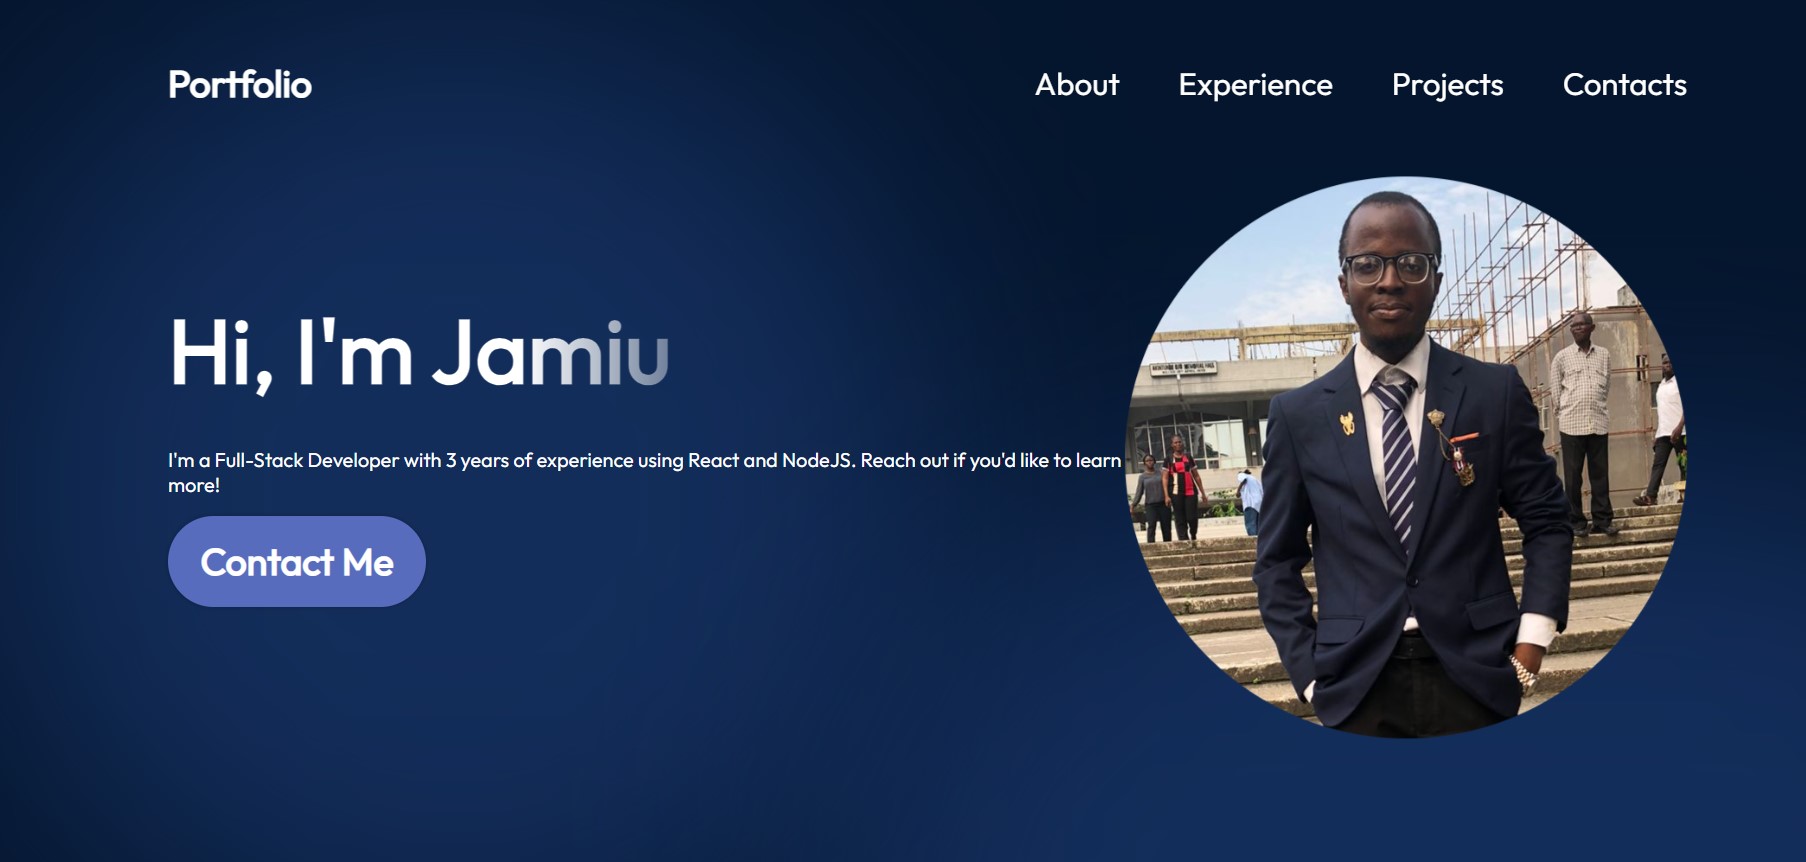 Portfolio
About Experience Projects Contacts
Hi, I'm Jamiu
I'm a Full-Stack Developer with 3 years of experience using React and NodeJS. Reach out if you'd like to learn
more!
Contact Me